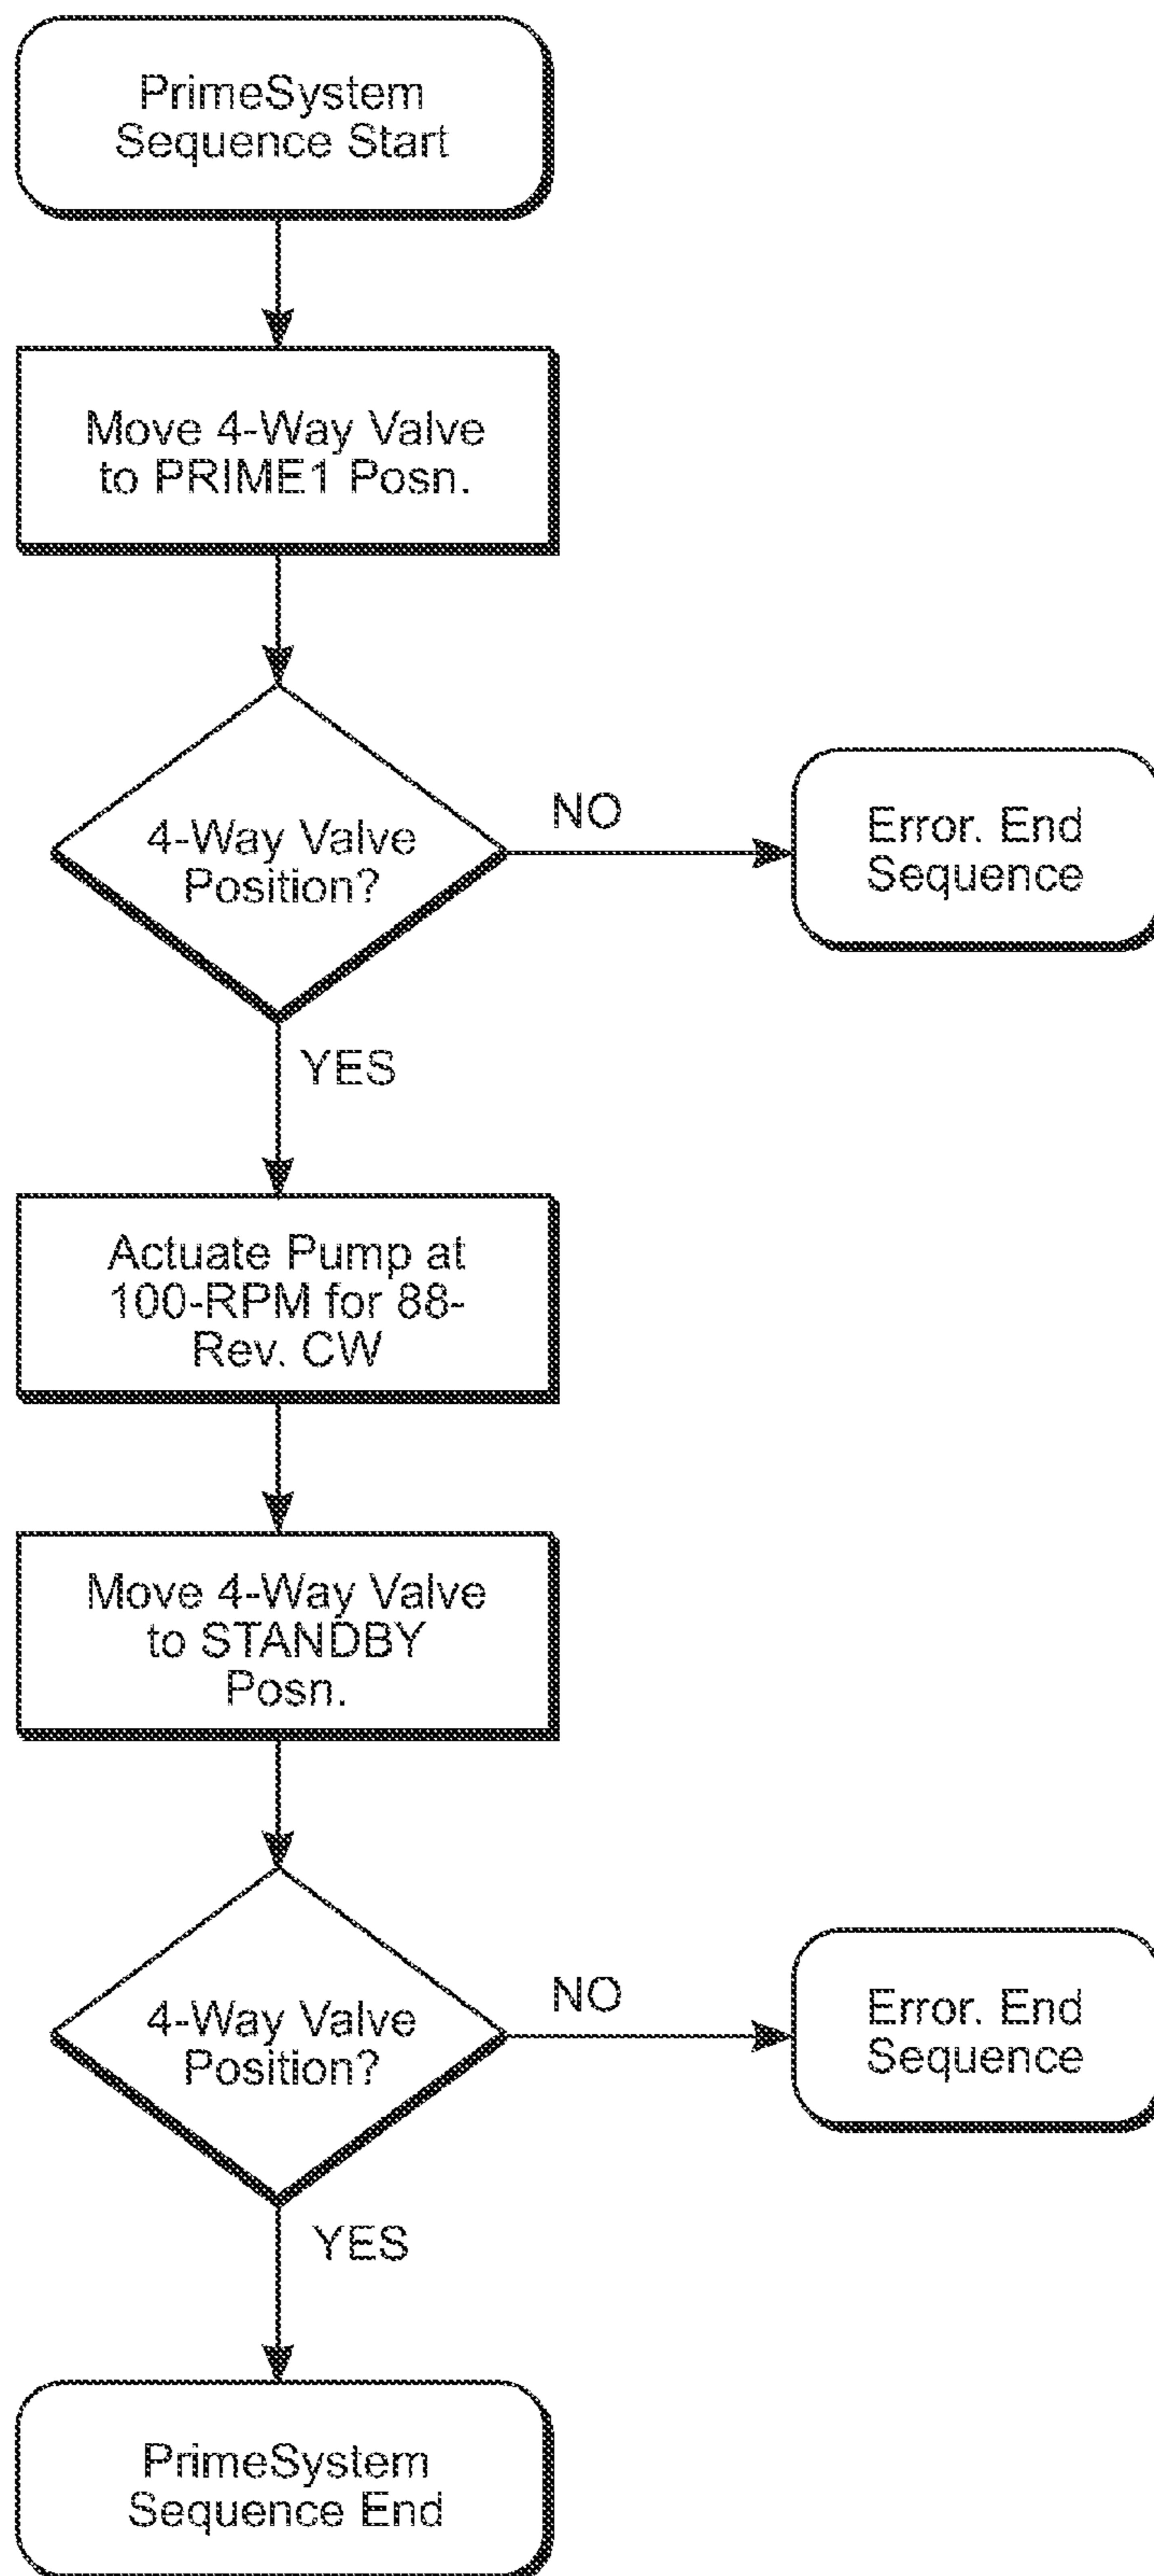 PrimeSystem
Sequence Start
Move 4-Way Valve
to PRIME1 Posn.
4-Way Valve
Position?
NO
Error. End
Sequence
YES
Actuate Pump at
100-RPM for 88-
Rev. CW
Move 4-Way Valve
to STANDBY
Posn.
4-Way Valve
Position?
NO
Error. End
Sequence
YES
PrimeSystem
Sequence End